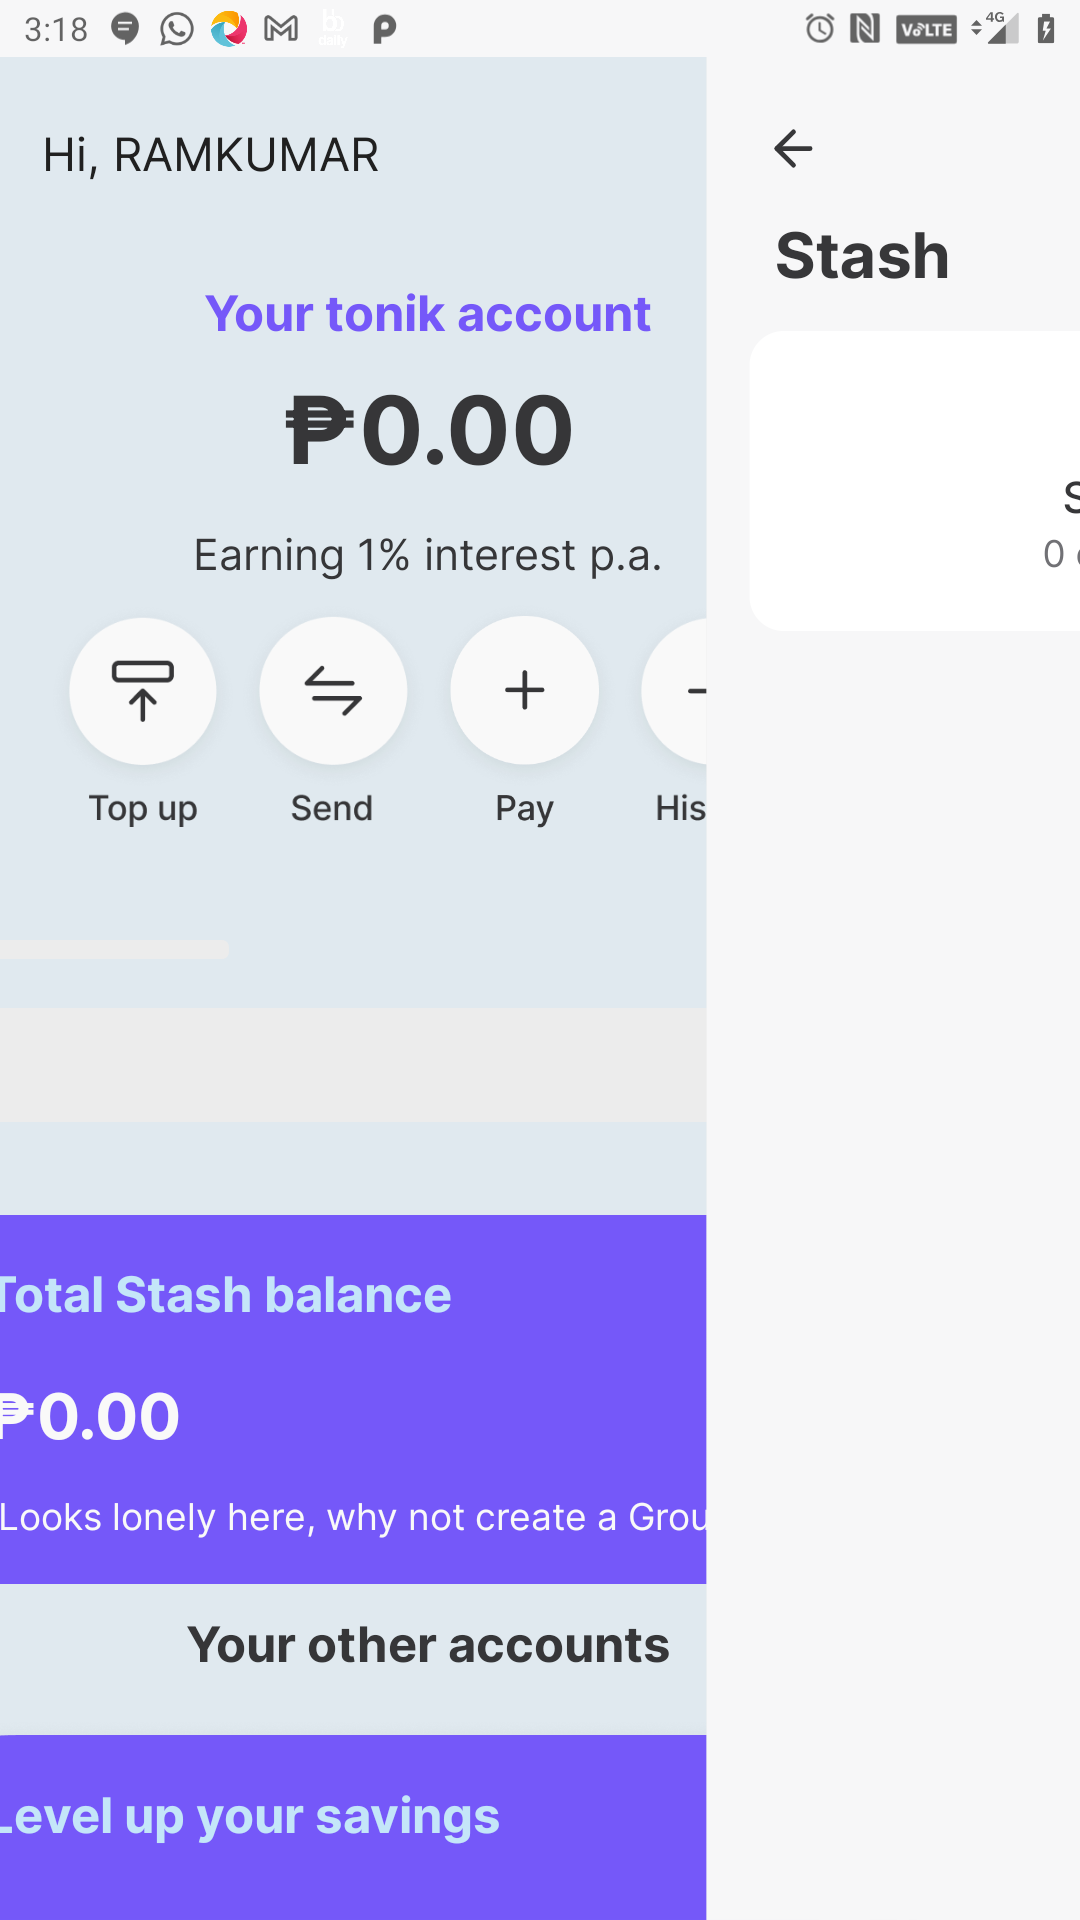 3:18
VoLTE
4G
Hi, RAMKUMAR
Your tonik account
₱0.00
Earning 1% interest p.a.
Top up
Send
Pay
His
Total Stash balance
₱0.00
Looks lonely here, why not create a Grou
Your other accounts
Level up your savings
Stash
S
0